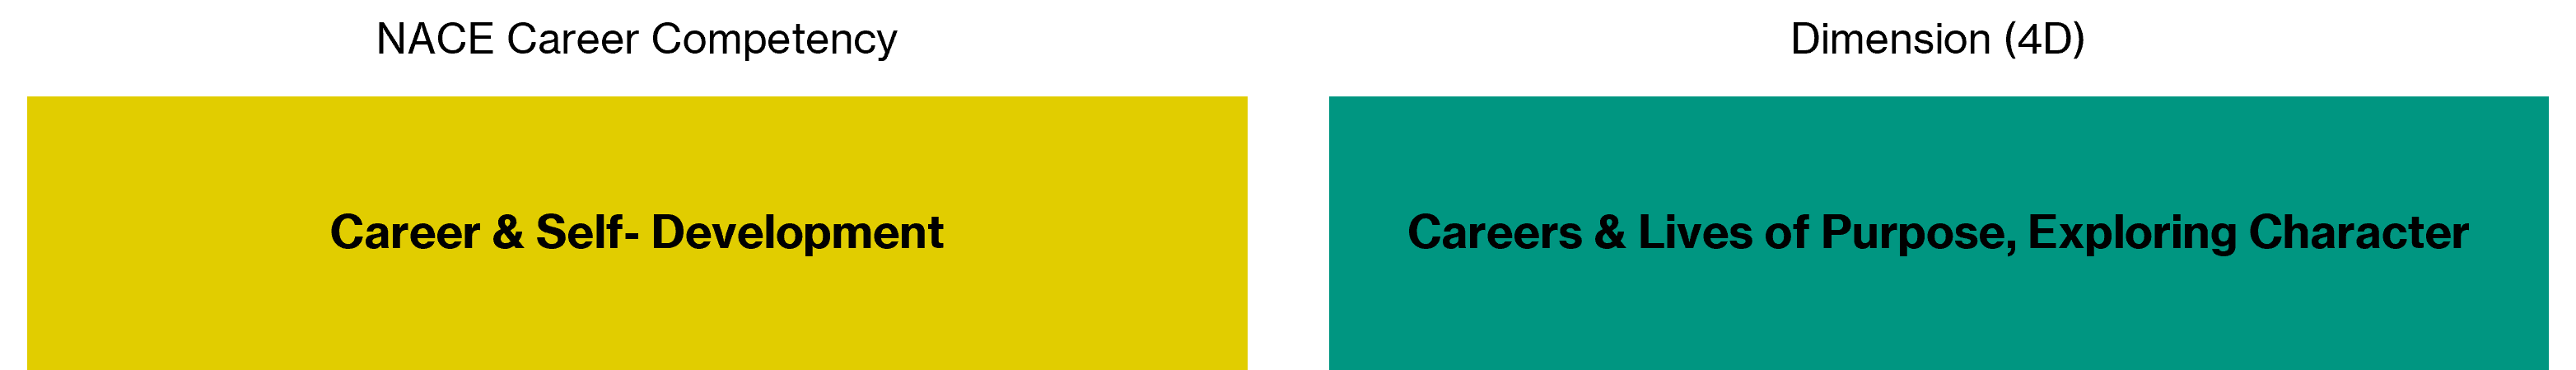 NACE Career Competency
Dimension (4D)
Career & Self- Development
Careers & Lives of Purpose, Exploring Character